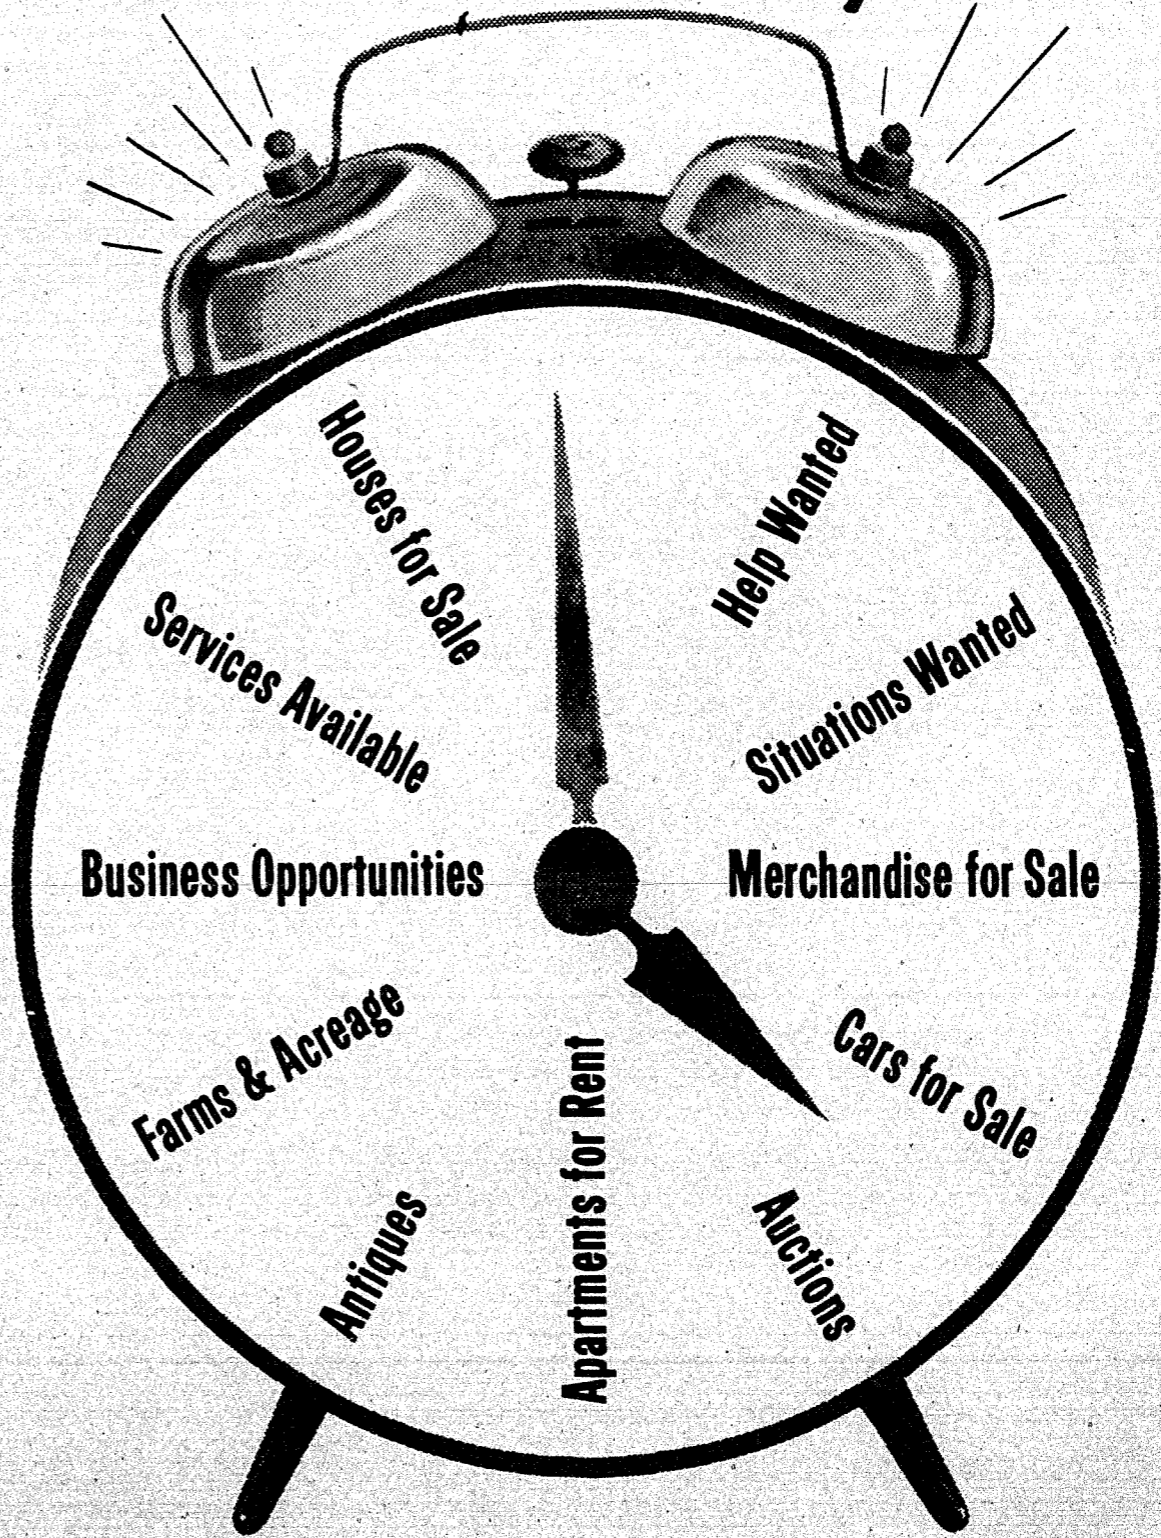 Help Wanted
Situations Wanted
Merchandise for Sale
Cars for Sale
Auctions
Apartments for Rent
Antiques
Farms & Acreage
Business Opportunities
Services Available
Houses for Sale